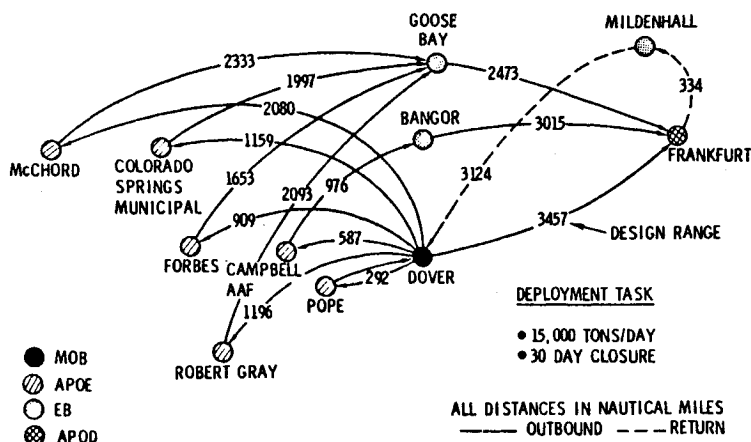 GOOSE
BAY
MILDENHALL
2333
2473
334
1997
2080
BANGOR
3015
1159
McCHORD
COLORADO
SPRINGS
MUNICIPAL
FRANKFURT
1653
2093
976
3124
909
3457
587
DESIGN RANGE
FORBES
CAMPBELL
AAF
292
DOVER
POPE
1196
DEPLOYMENT TASK
• 15,000 TONS/DAY
• 30 DAY CLOSURE
ROBERT GRAY
MOB
APOE
EB
APOD
ALL DISTANCES IN NAUTICAL MILES
OUTBOUND
RETURN